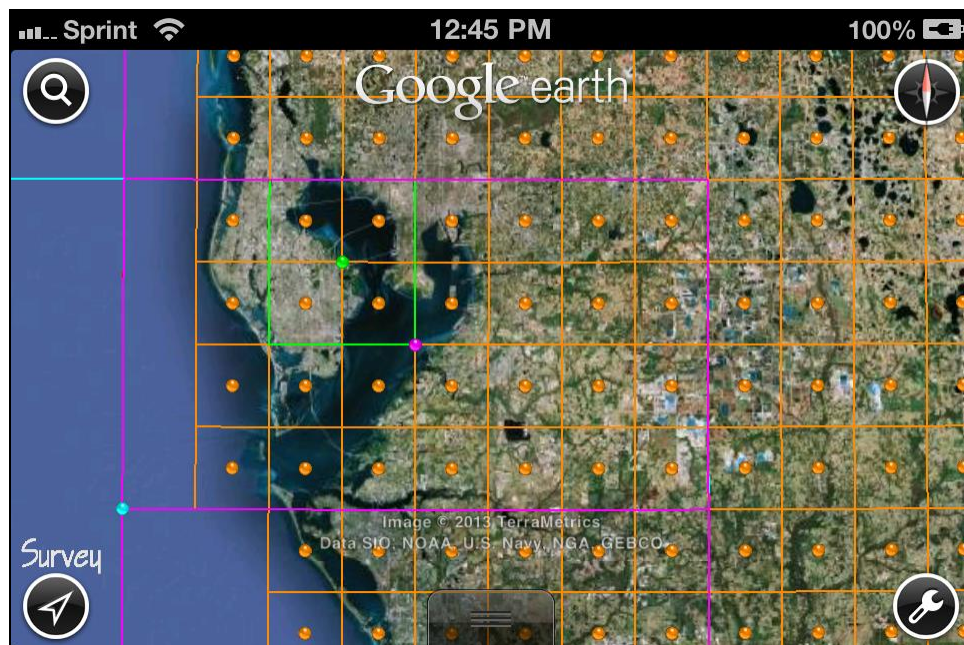 Sprint 12:45 PM 100%
Google earth
Image © 2013 TerraMetrics
Data SIO, NOAA, U.S. Navy, NGA, GEBCO
Survey